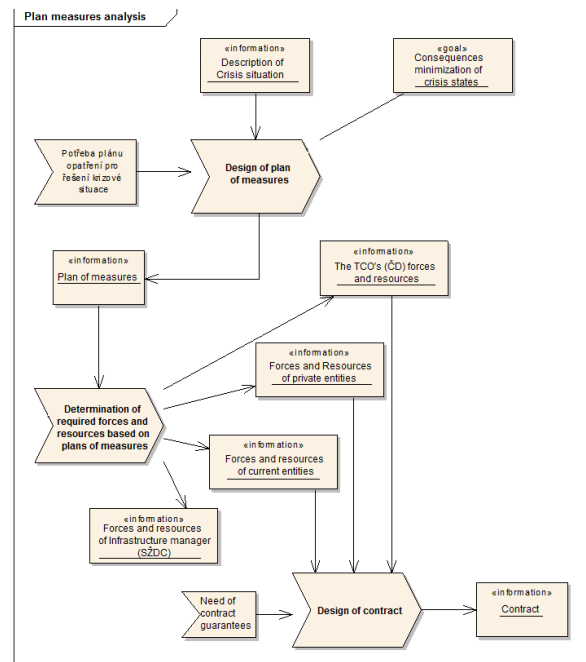 Plan measures analysis
«information»
Description of
Crisis situation
«goal»
Consequences
minimization of
crisis states
Potřeba plánu
opatření pro
řešení krizové
situace
Design of plan
of measures
«information»
Plan of measures
«information»
The TCO's (ČD) forces
and resources
«information»
Forces and Resources
of private entities
Determination of
required forces and
resources based on
plans of measures
«information»
Forces and resources
of current entities
«information»
Forces and resources
of Infrastructure manager
(SŽDC)
Need of
contract
guarantees
Design of contract
«information»
Contract